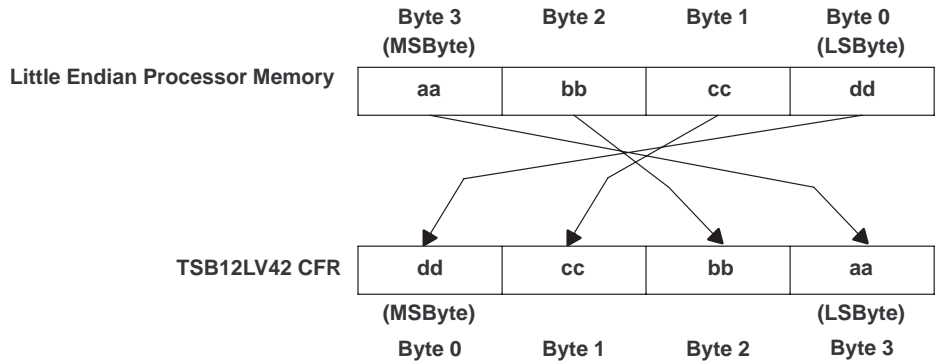 Byte 3 Byte 2 Byte 1 Byte 0
(MSByte) (LSByte)
Little Endian Processor Memory
aa bb cc dd
TSB12LV42 CFR dd cc bb aa
(MSByte) (LSByte)
Byte 0 Byte 1 Byte 2 Byte 3